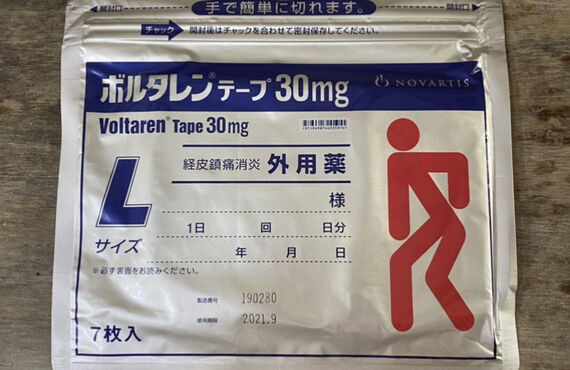 開封口 手で簡単に切れます。 開封口
チャック 開封後はチャックを合わせて密封保存してください。
ボルタレン®テープ30mg NOVARTIS
Voltaren® Tape 30mg
経皮鎮痛消炎 外用薬
L
サイズ
様
1日 回 日分
年 月 日
※必ず裏面をお読みください。
製造番号 190280
使用期限 2021.9
7枚入